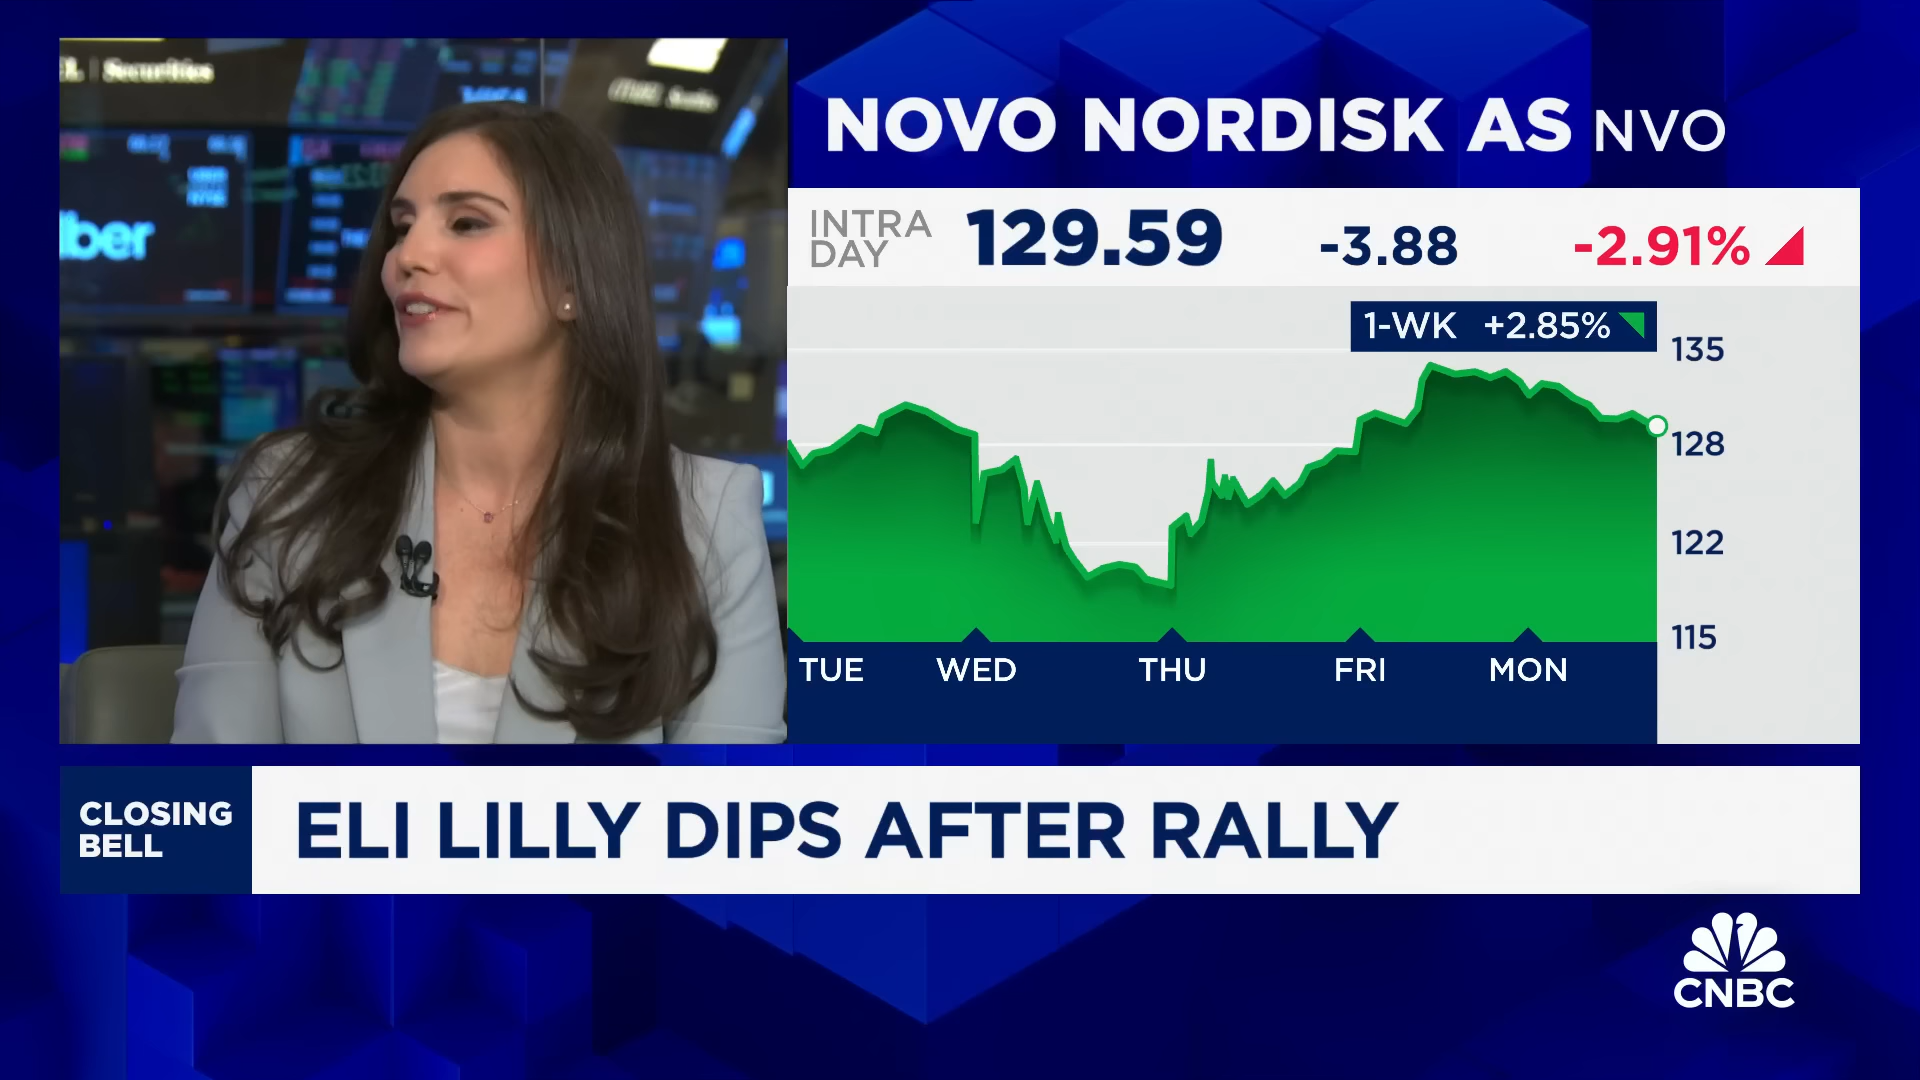 Securities
NOVO NORDISK AS NVO
INTRA
DAY
129.59 -3.88 -2.91%
1-WK +2.85%
135
128
122
115
TUE WED THU FRI MON
CLOSING
BELL
ELI LILLY DIPS AFTER RALLY
CNBC